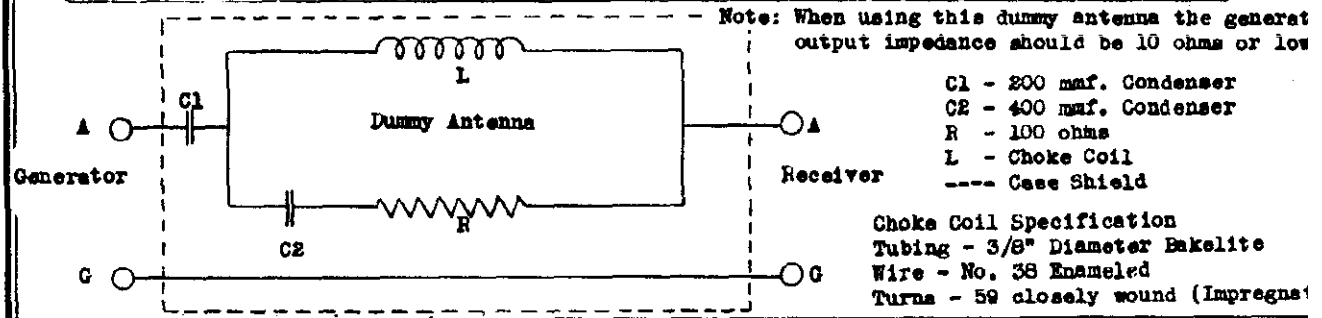 Note: When using this dummy antenna the generat
output impedance should be 10 ohms or low
C1 - 200 mmf. Condenser
C2 - 400 mmf. Condenser
R - 100 ohms
L - Choke Coil
---- Case Shield
Choke Coil Specification
Tubing - 3/8" Diameter Bakelite
Wire - No. 38 Enameled
Turns - 59 closely wound (Impregnat
L
C1
A
Dummy Antenna
A
Generator
Receiver
R
C2
G
G